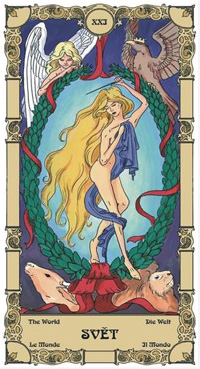 XXI
The World Die Welt
SVĚT
Le Monde Il Mondo